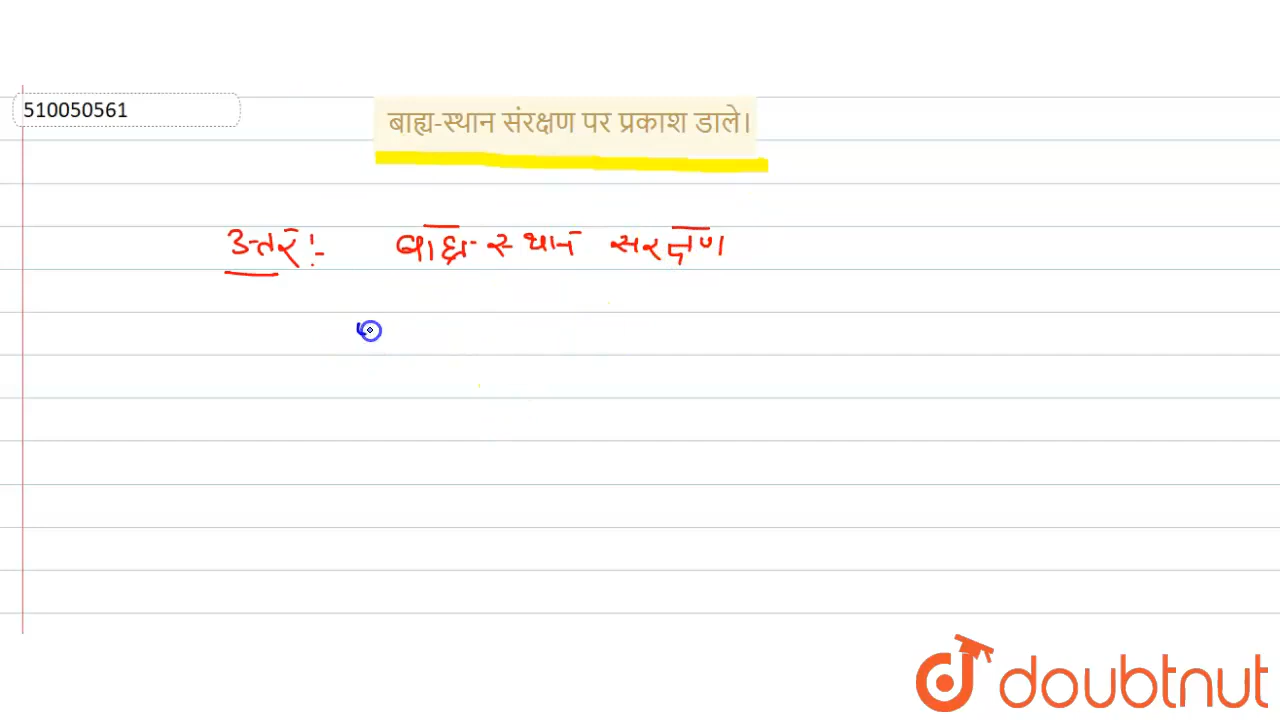 510050561
बाह्य-स्थान संरक्षण पर प्रकाश डाले।
उत्तर:- बाह्य-स्थान संरक्षण
doubtnut